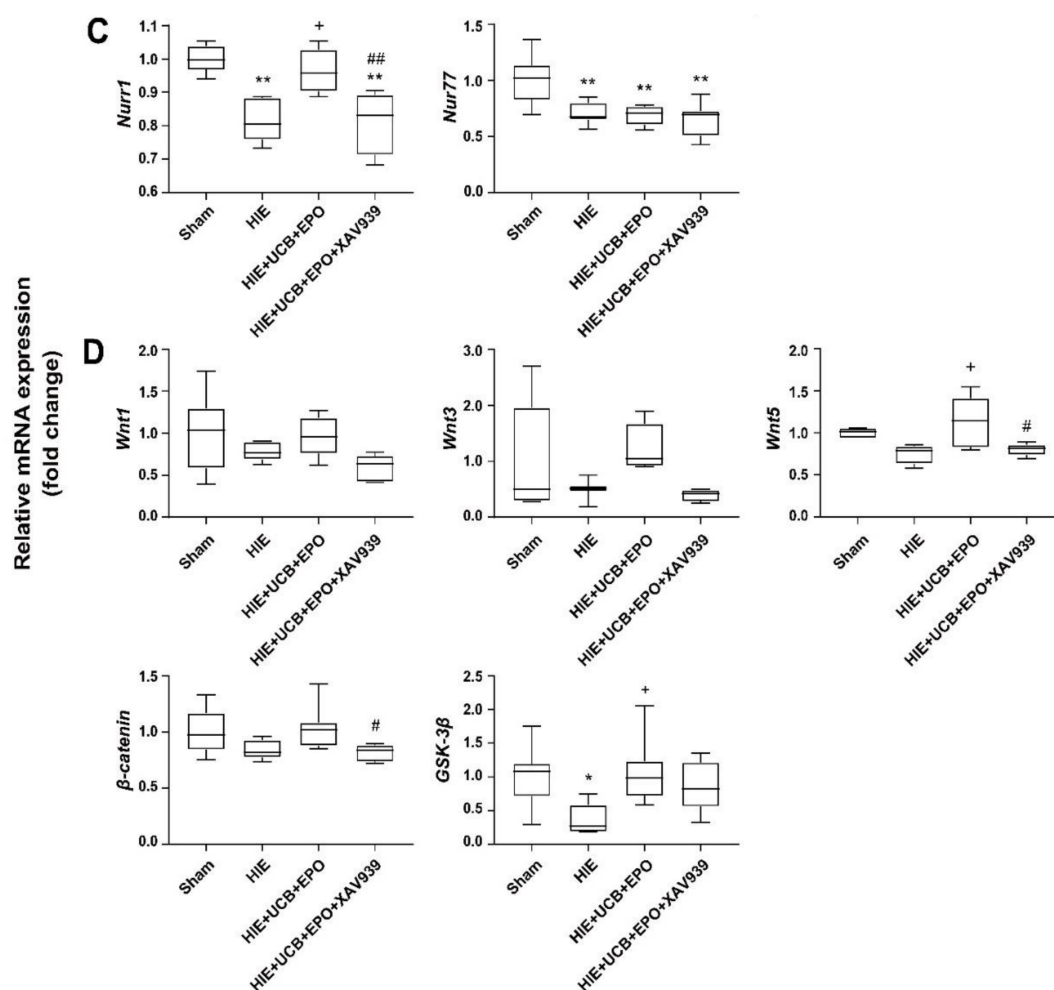 C
Nurr1
1.1
1.0
0.9
0.8
0.7
0.6
**
+
##
**
Sham
HIE
HIE+UCB+EPO
HIE+UCB+EPO+XAV939
Nur77
1.5
1.0
0.5
0.0
**
**
**
Sham
HIE
HIE+UCB+EPO
HIE+UCB+EPO+XAV939
Relative mRNA expression
(fold change)
D
Wnt1
2.0
1.5
1.0
0.5
0.0
Sham
HIE
HIE+UCB+EPO
HIE+UCB+EPO+XAV939
Wnt3
3.0
2.0
1.0
0.0
Sham
HIE
HIE+UCB+EPO
HIE+UCB+EPO+XAV939
Wnt5
2.0
1.5
1.0
0.5
0.0
+
#
Sham
HIE
HIE+UCB+EPO
HIE+UCB+EPO+XAV939
β-catenin
1.5
1.0
0.5
0.0
#
Sham
HIE
HIE+UCB+EPO
HIE+UCB+EPO+XAV939
GSK-3β
2.5
2.0
1.5
1.0
0.5
0.0
*
+
Sham
HIE
HIE+UCB+EPO
HIE+UCB+EPO+XAV939